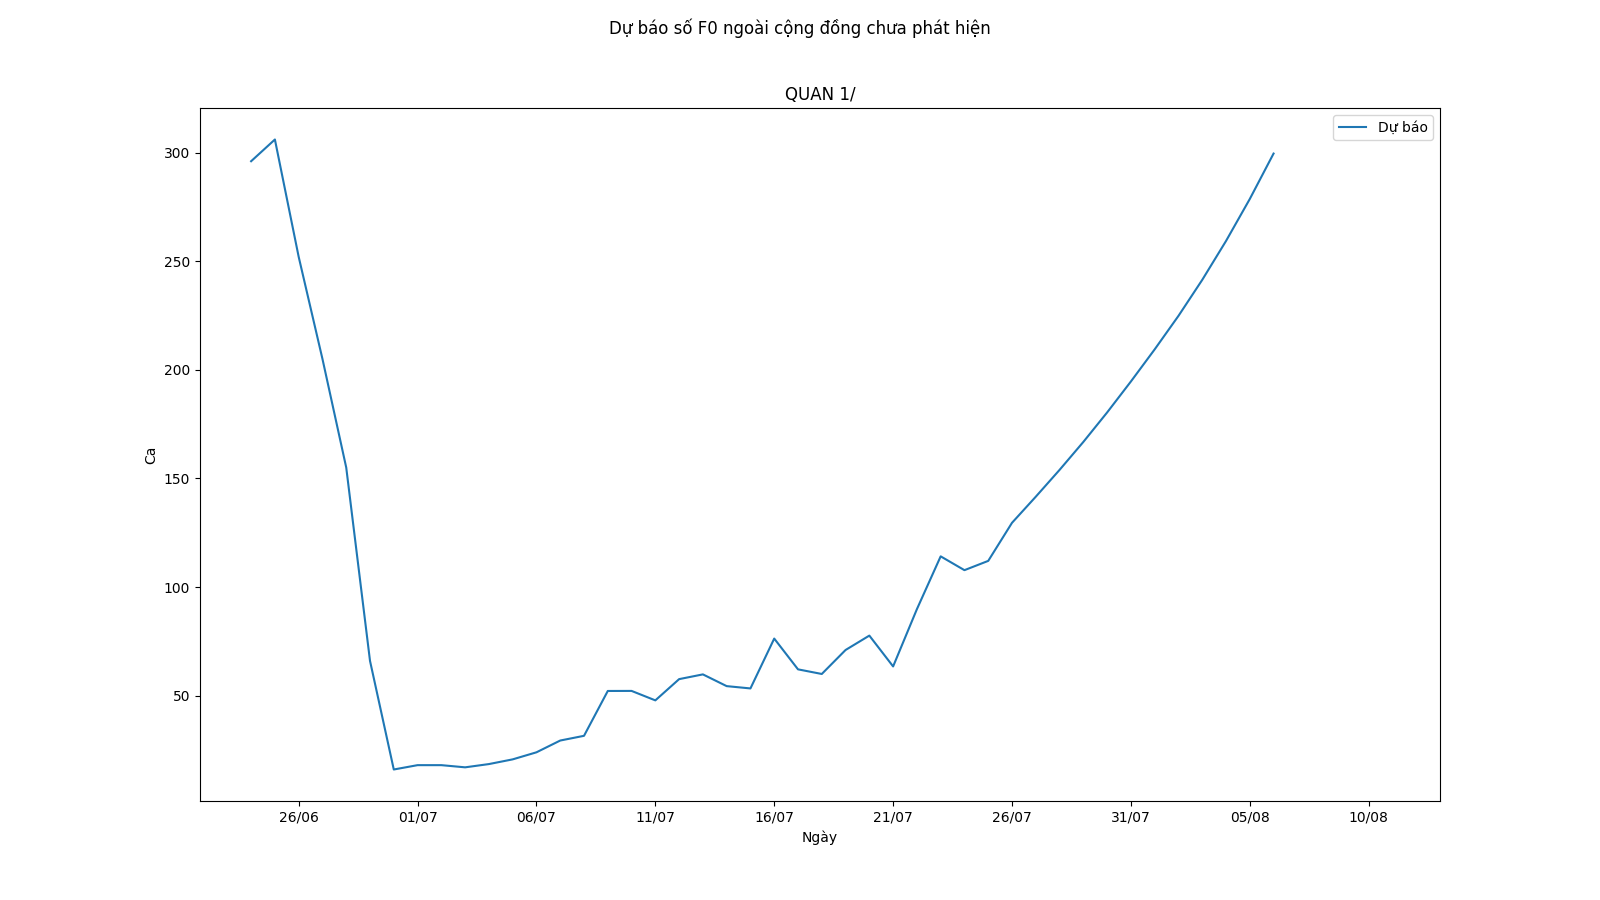 Dự báo số F0 ngoài cộng đồng chưa phát hiện
QUAN 1/
Dự báo
300
250
200
150
100
50
Ca
26/06 01/07 06/07 11/07 16/07 21/07 26/07 31/07 05/08 10/08
Ngày